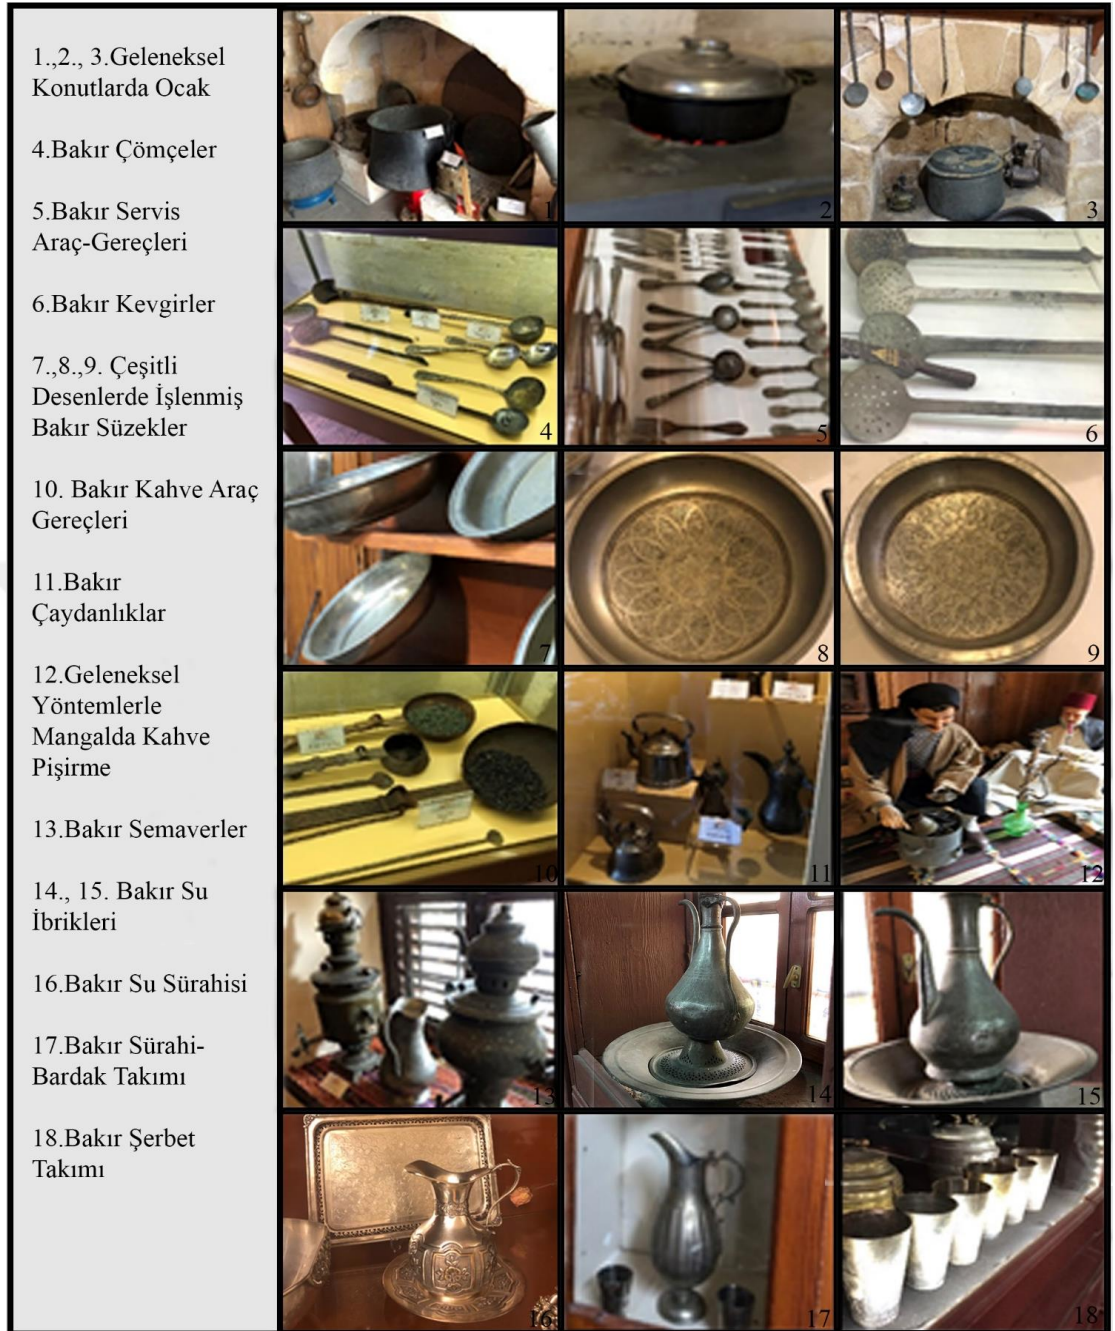 1.,2., 3.Geleneksel
Konutlarda Ocak
4.Bakır Çömçeler
5.Bakır Servis
Araç-Gereçleri
6.Bakır Kevgirler
7.,8.,9. Çeşitli
Desenlerde İşlenmiş
Bakır Süzekler
10. Bakır Kahve Araç
Gereçleri
11.Bakır
Çaydanlıklar
12.Geleneksel
Yöntemlerle
Mangalda Kahve
Pişirme
13.Bakır Semaverler
14., 15. Bakır Su
İbrikleri
16.Bakır Su Sürahisi
17.Bakır Sürahi-
Bardak Takımı
18.Bakır Şerbet
Takımı
1
2
3
4
5
6
7
8
9
10
11
12
13
14
15
16
17
18